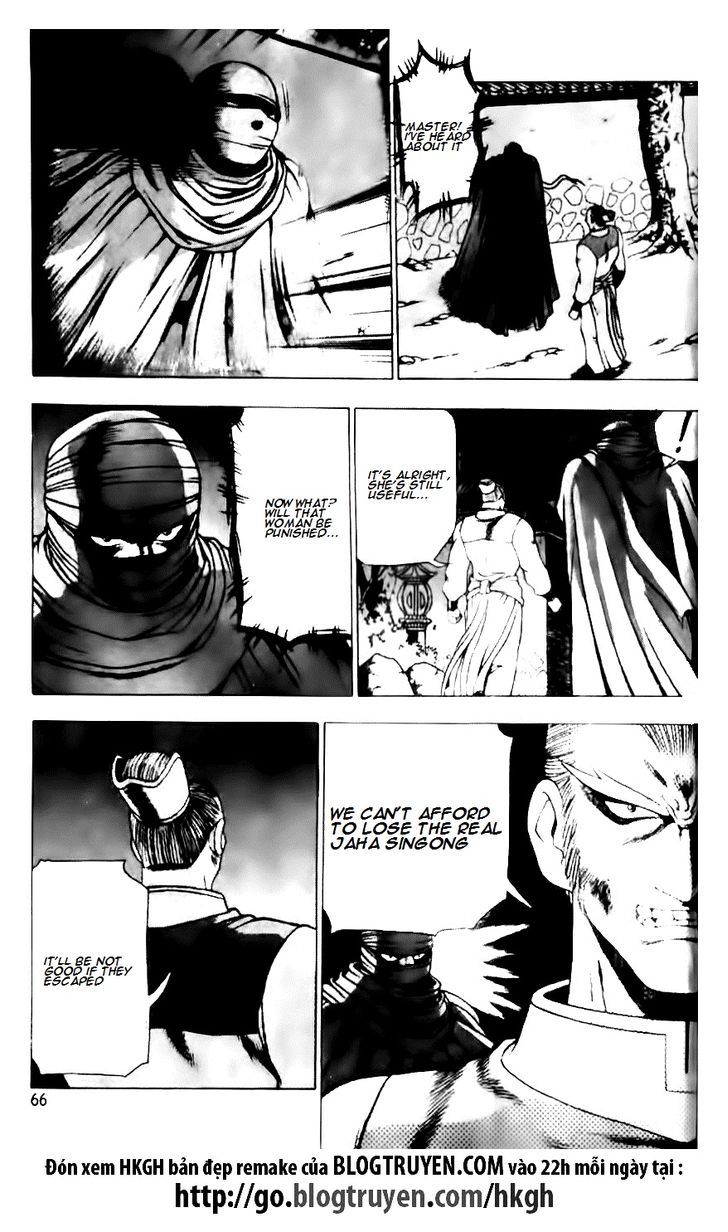 MASTER!
I'VE HEARD
ABOUT IT
NOW WHAT?
WILL THAT
WOMAN BE
PUNISHED...
IT'S ALRIGHT,
SHE'S STILL
USEFUL...
!
WE CAN'T AFFORD
TO LOSE THE REAL
JAHA SINGONG
IT'LL BE NOT
GOOD IF THEY
ESCAPED
66
Đón xem HKGH bản đẹp remake của BLOGTRUYEN.COM vào 22h mỗi ngày tại :
http://go.blogtruyen.com/hkgh